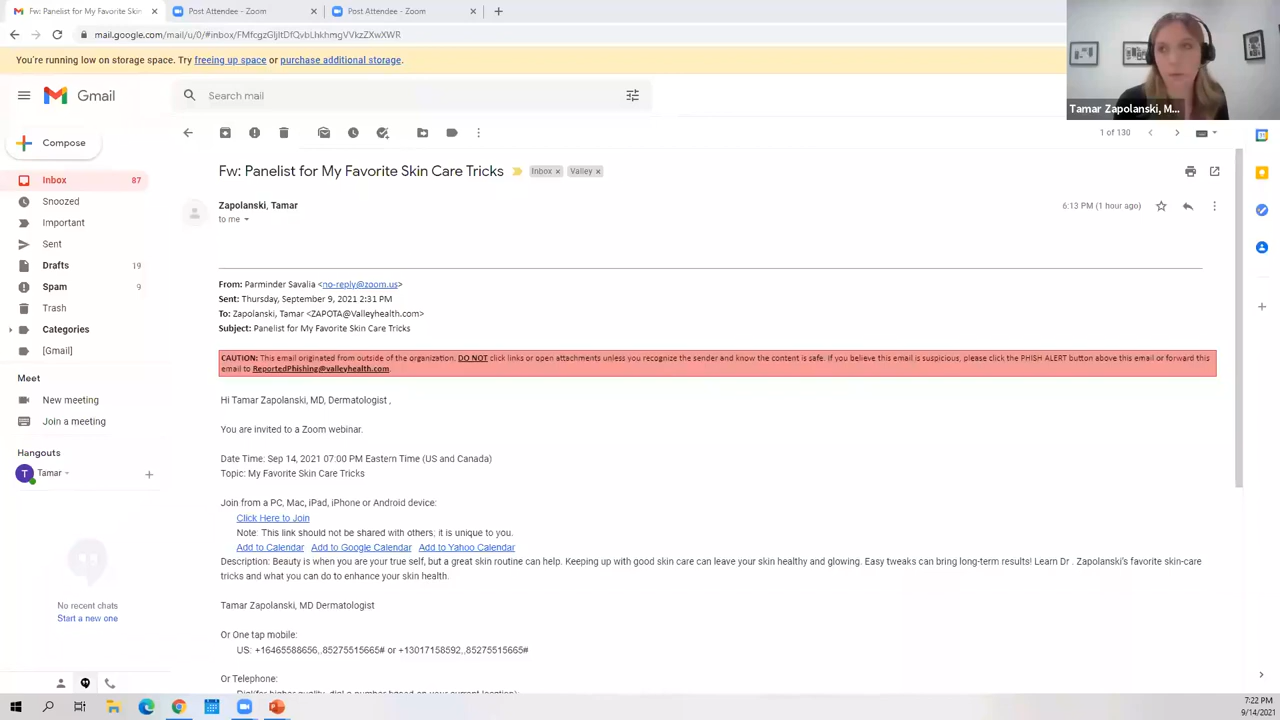 Fw: Panelist for My Favorite Skin
Post Attendee - Zoom
Post Attendee - Zoom
mail.google.com/mail/u/0/#inbox/
You're running low on storage space. Try freeing up space or purchase additional storage.
Gmail
Search mail
Tamar Zapolanski, M...
Compose
1 of 130
Fw: Panelist for My Favorite Skin Care Tricks
Inbox x
Valley x
Inbox 87
Snoozed
Important
Sent
Drafts 19
Spam 9
Trash
Categories
[Gmail]
Meet
New meeting
Join a meeting
Hangouts
T
Tamar
No recent chats
Start a new one
Zapolanski, Tamar
6:13 PM (1 hour ago)
to me
From: Parminder Savalia <no-reply@zoom.us>
Sent: Thursday, September 9, 2021 2:31 PM
To: Zapolanski, Tamar <ZAPOTA@Valleyhealth.com>
Subject: Panelist for My Favorite Skin Care Tricks
CAUTION: This email originated from outside of the organization. DO NOT click links or open attachments unless you recognize the sender and know the content is safe. If you believe this email is suspicious, please click the PHISH ALERT button above this email or forward this
email to ReportedPhishing@valleyhealth.com.
Hi Tamar Zapolanski, MD, Dermatologist ,
You are invited to a Zoom webinar.
Date Time: Sep 14, 2021 07:00 PM Eastern Time (US and Canada)
Topic: My Favorite Skin Care Tricks
Join from a PC, Mac, iPad, iPhone or Android device:
Click Here to Join
Note: This link should not be shared with others; it is unique to you.
Add to Calendar Add to Google Calendar Add to Yahoo Calendar
Description: Beauty is when you are your true self, but a great skin routine can help. Keeping up with good skin care can leave your skin healthy and glowing. Easy tweaks can bring long-term results! Learn Dr . Zapolanski's favorite skin-care
tricks and what you can do to enhance your skin health.
Tamar Zapolanski, MD Dermatologist
Or One tap mobile:
US: +16465588656,,85275515665# or +13017158592,,85275515665#
Or Telephone:
7:22 PM
9/14/2021